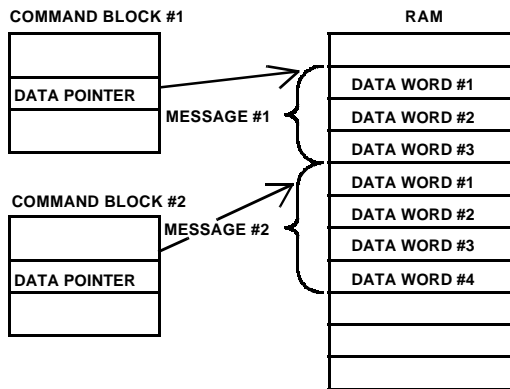 COMMAND BLOCK #1
DATA POINTER
MESSAGE #1
COMMAND BLOCK #2
MESSAGE #2
DATA POINTER
RAM
DATA WORD #1
DATA WORD #2
DATA WORD #3
DATA WORD #1
DATA WORD #2
DATA WORD #3
DATA WORD #4